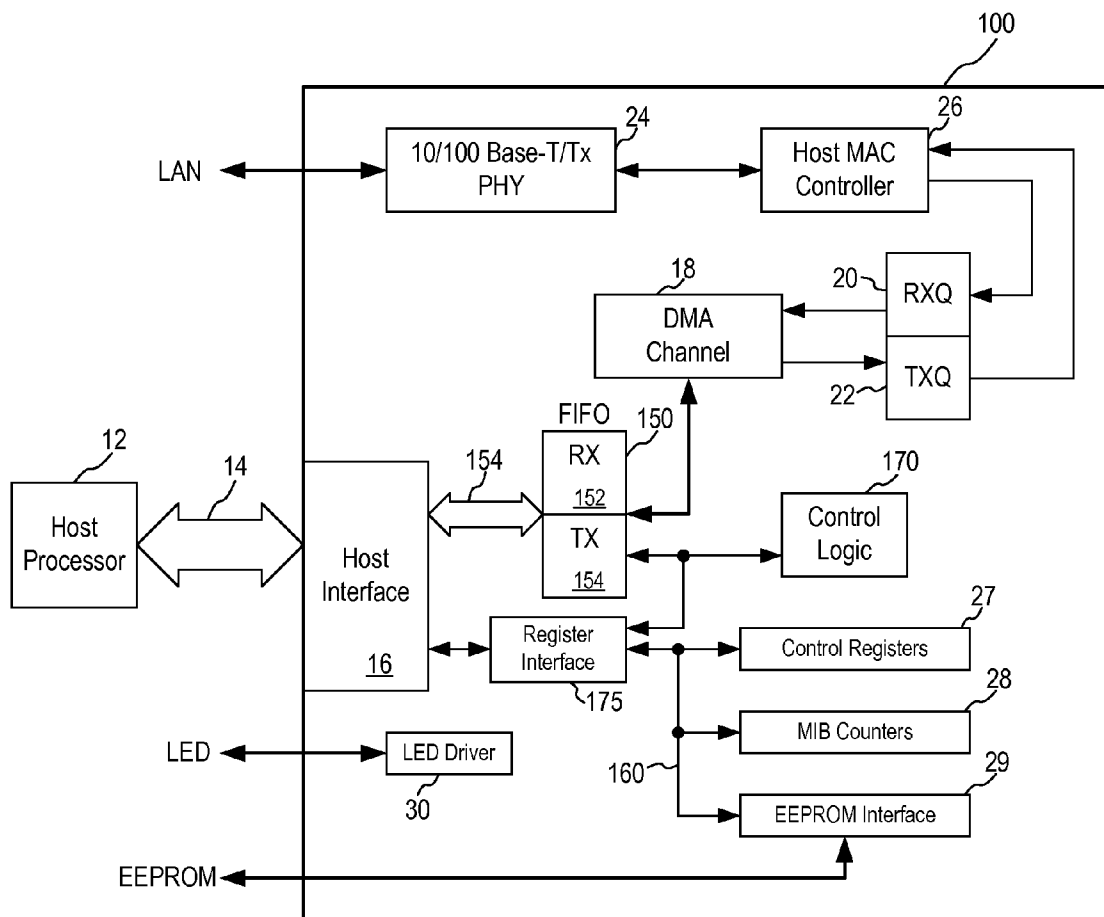 100
24
26
LAN
10/100 Base-T/Tx
PHY
Host MAC
Controller
18
20
RXQ
DMA
Channel
22
TXQ
FIFO
150
12
14
154
RX
152
170
Host
Processor
Host
Interface
16
TX
154
Control
Logic
27
Register
Interface
175
Control Registers
28
MIB Counters
LED
LED Driver
30
160
29
EEPROM Interface
EEPROM